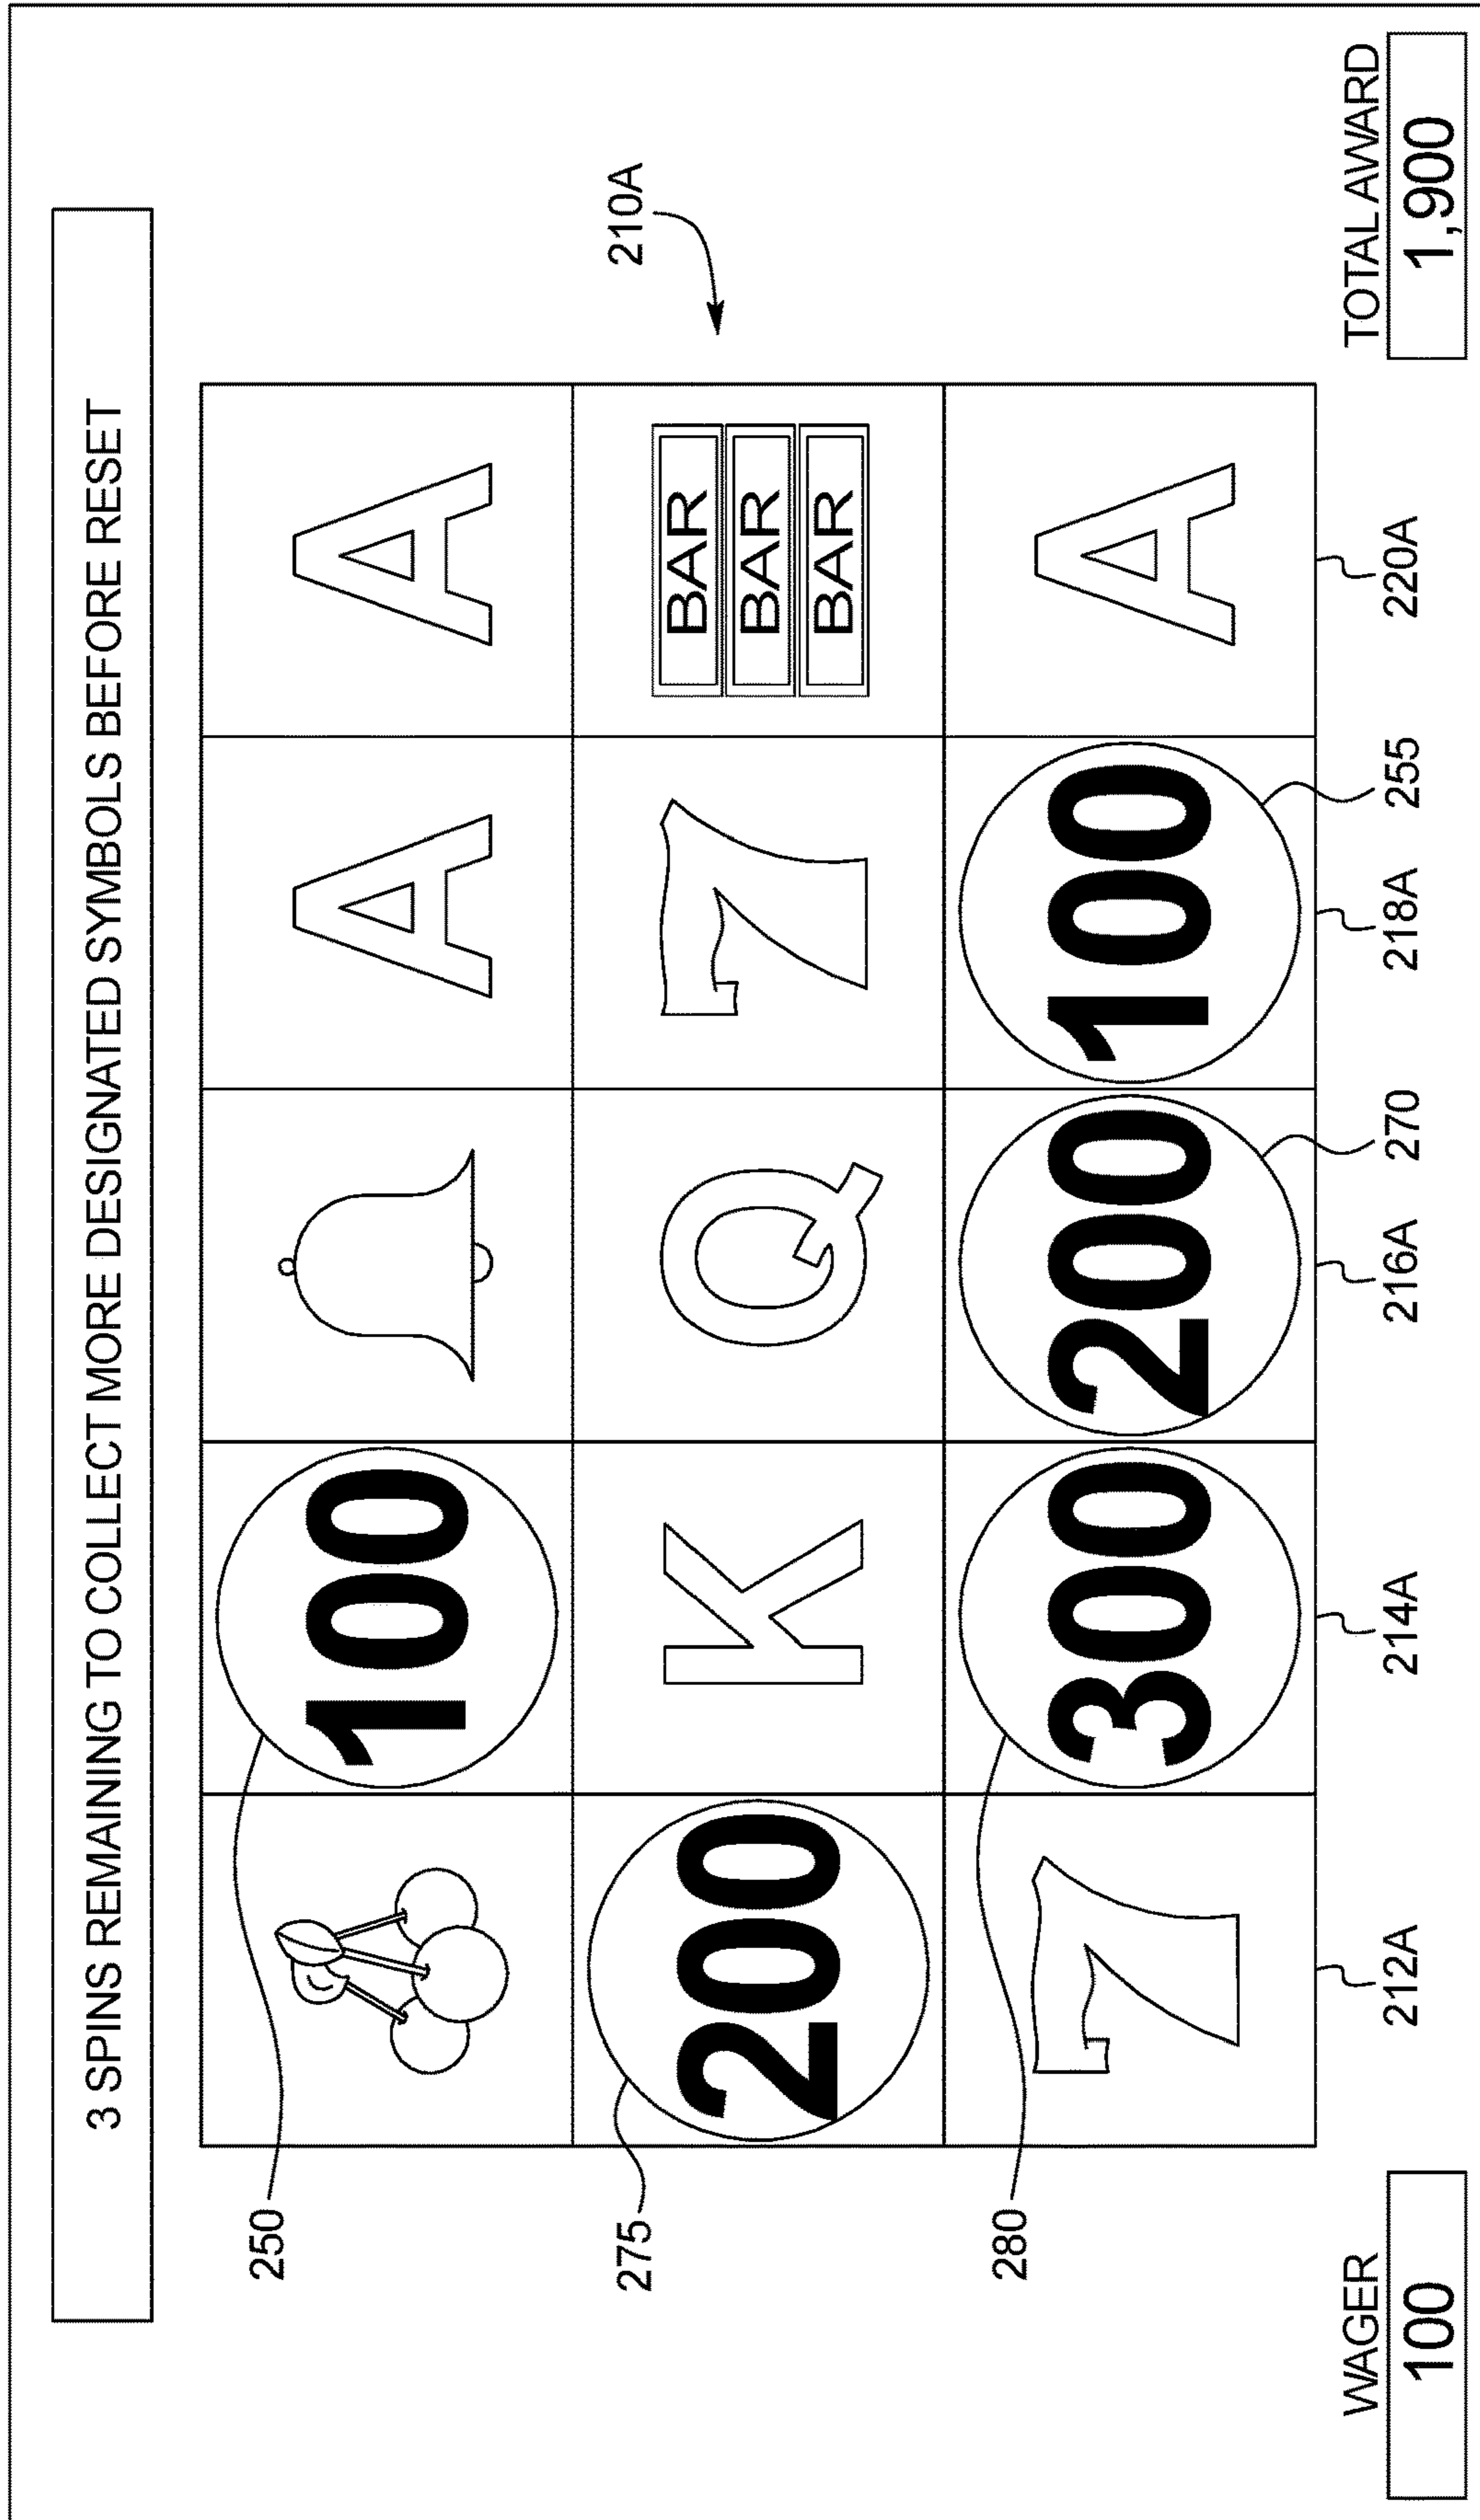 3 SPINS REMAINING TO COLLECT MORE DESIGNATED SYMBOLS BEFORE RESET
250
100
A
A
210A
275
200
K
Q
7
BAR
BAR
BAR
280
7
300
200
100
A
212A
214A
216A
270
218A
255
220A
WAGER
100
TOTAL AWARD
1,900